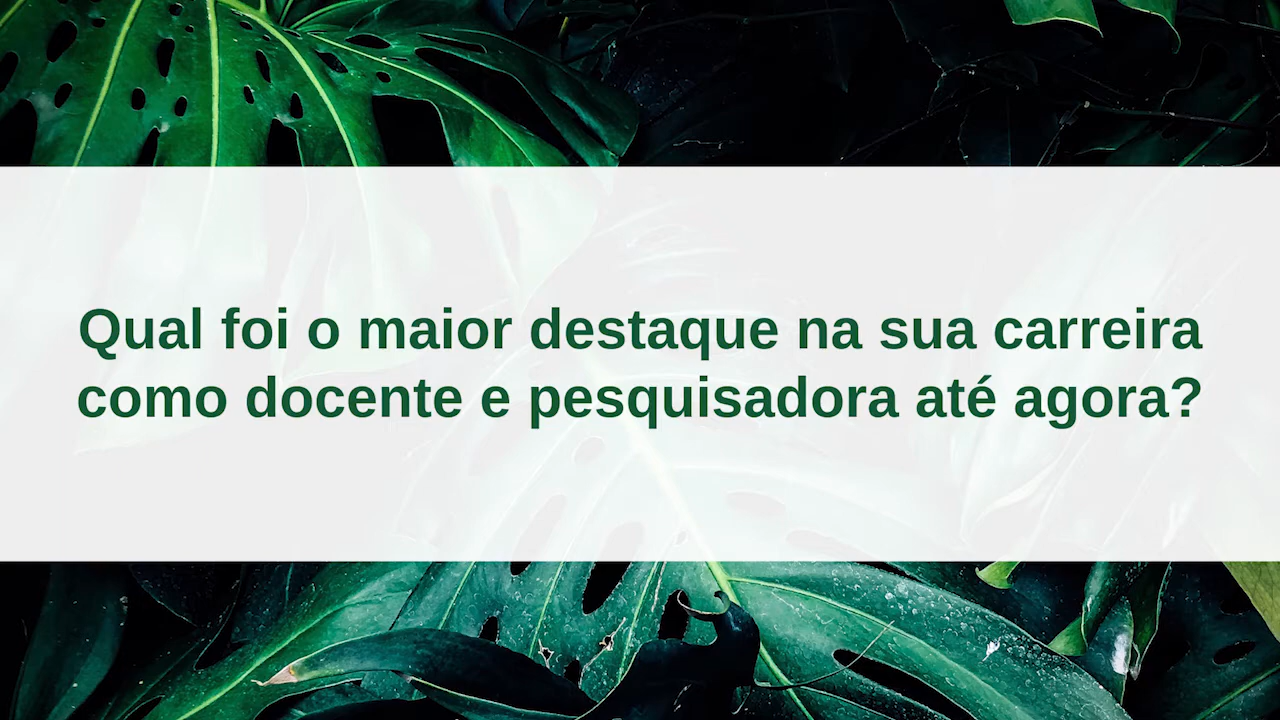 Qual foi o maior destaque na sua carreira
como docente e pesquisadora até agora?